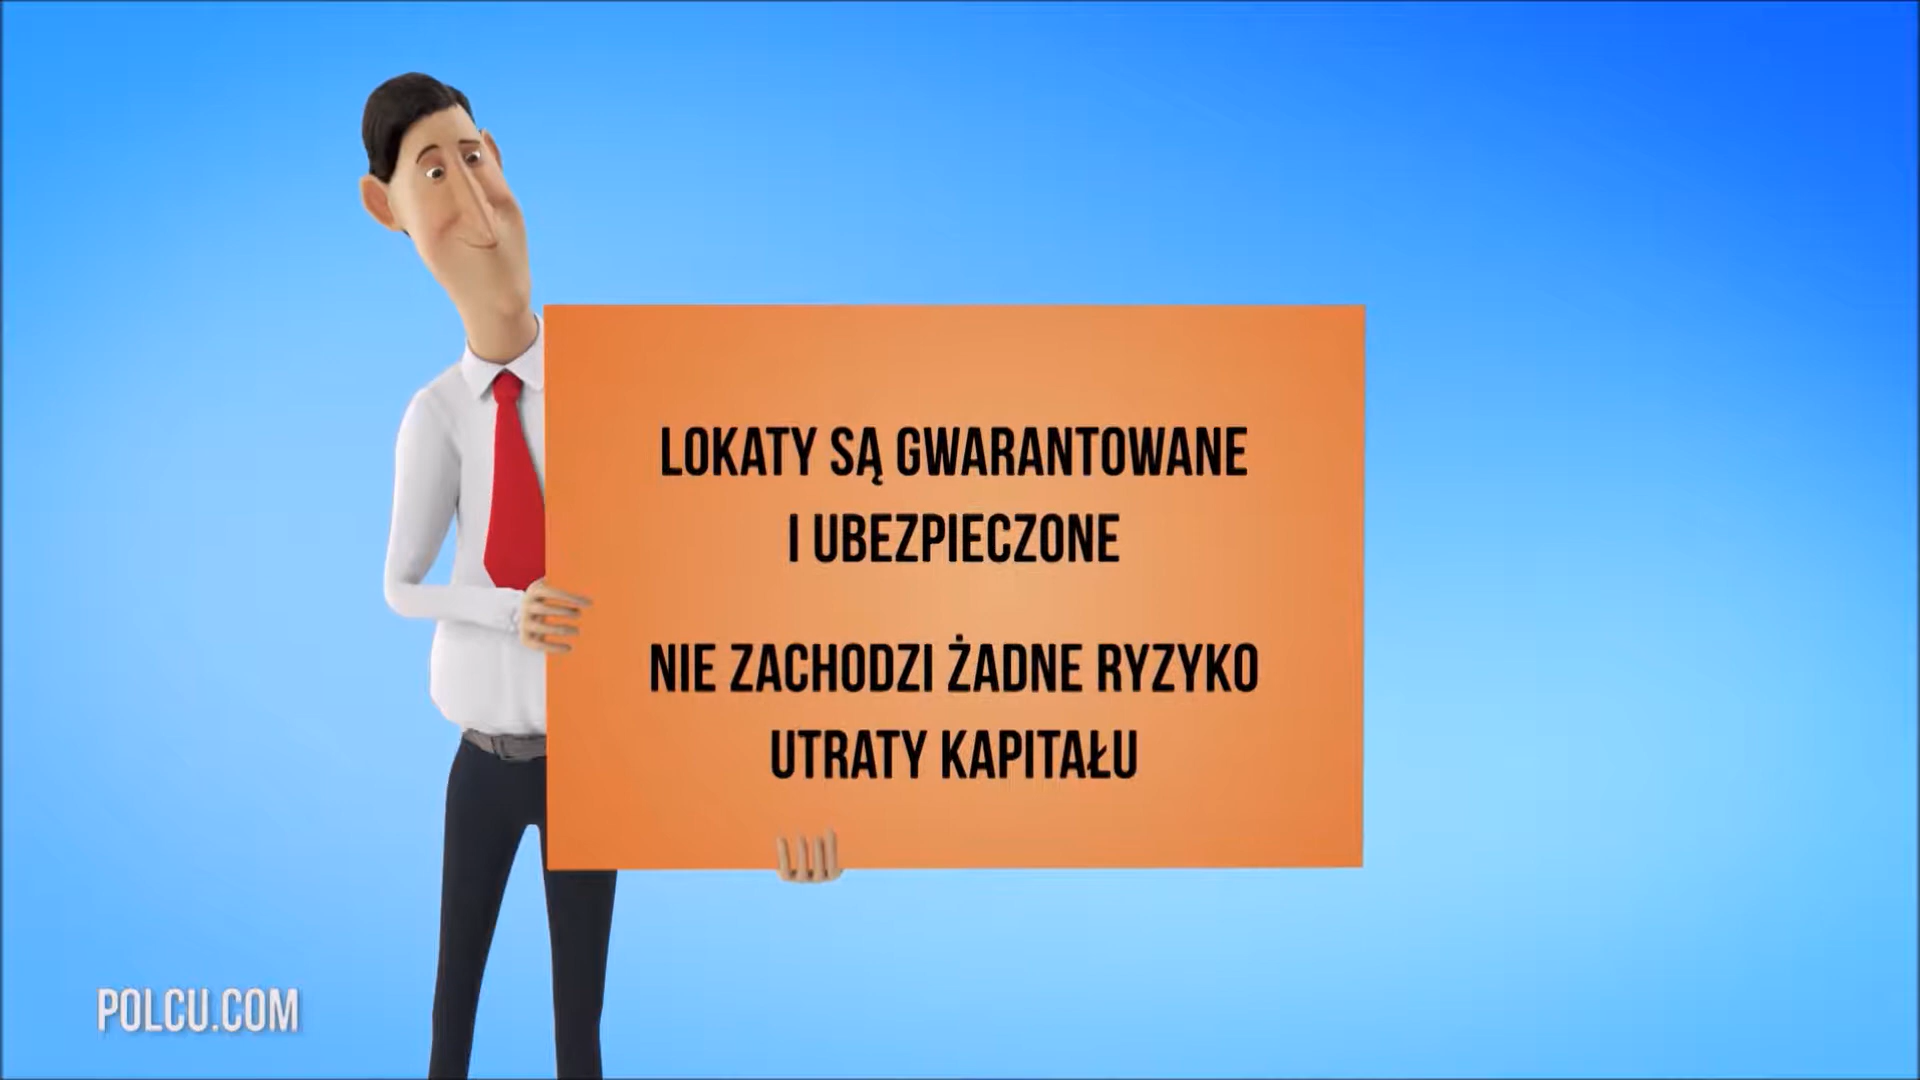 LOKATY SĄ GWARANTOWANE
I UBEZPIECZONE
NIE ZACHODZI ŻADNE RYZYKO
UTRATY KAPITAŁU
POLCU.COM